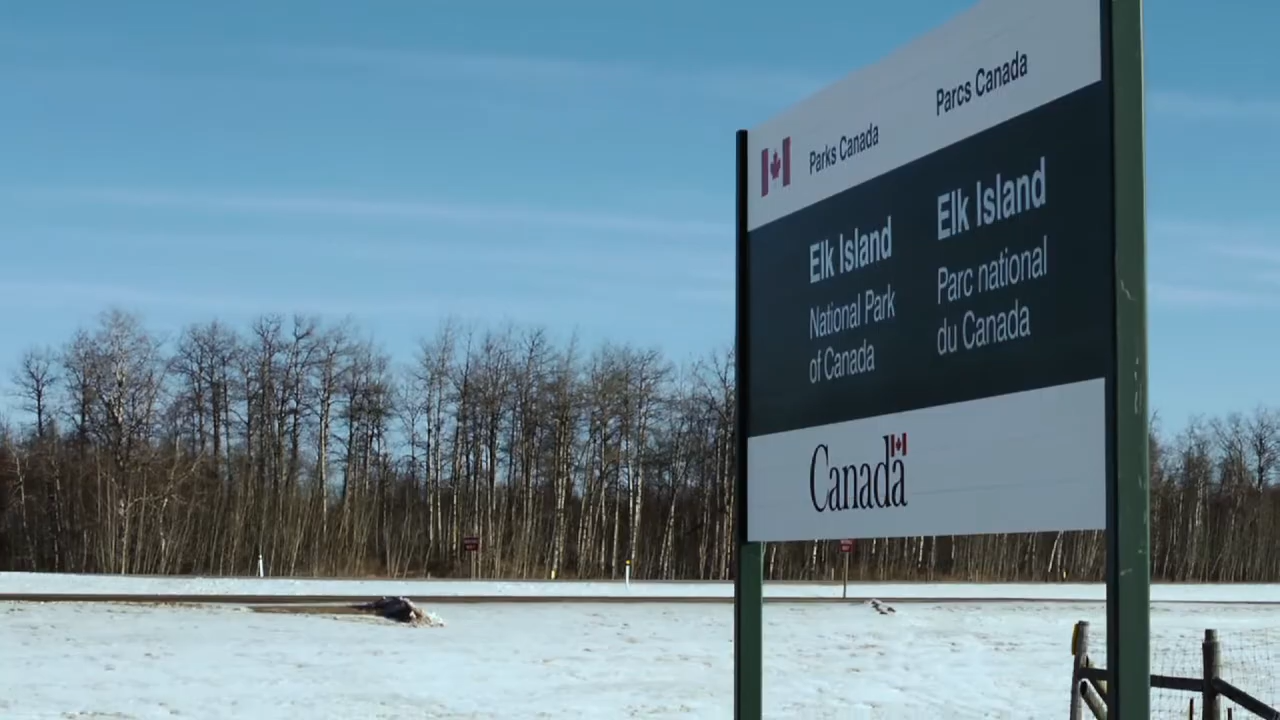 Parks Canada
Parcs Canada
Elk Island
National Park
of Canada
Elk Island
Parc national
du Canada
Canada